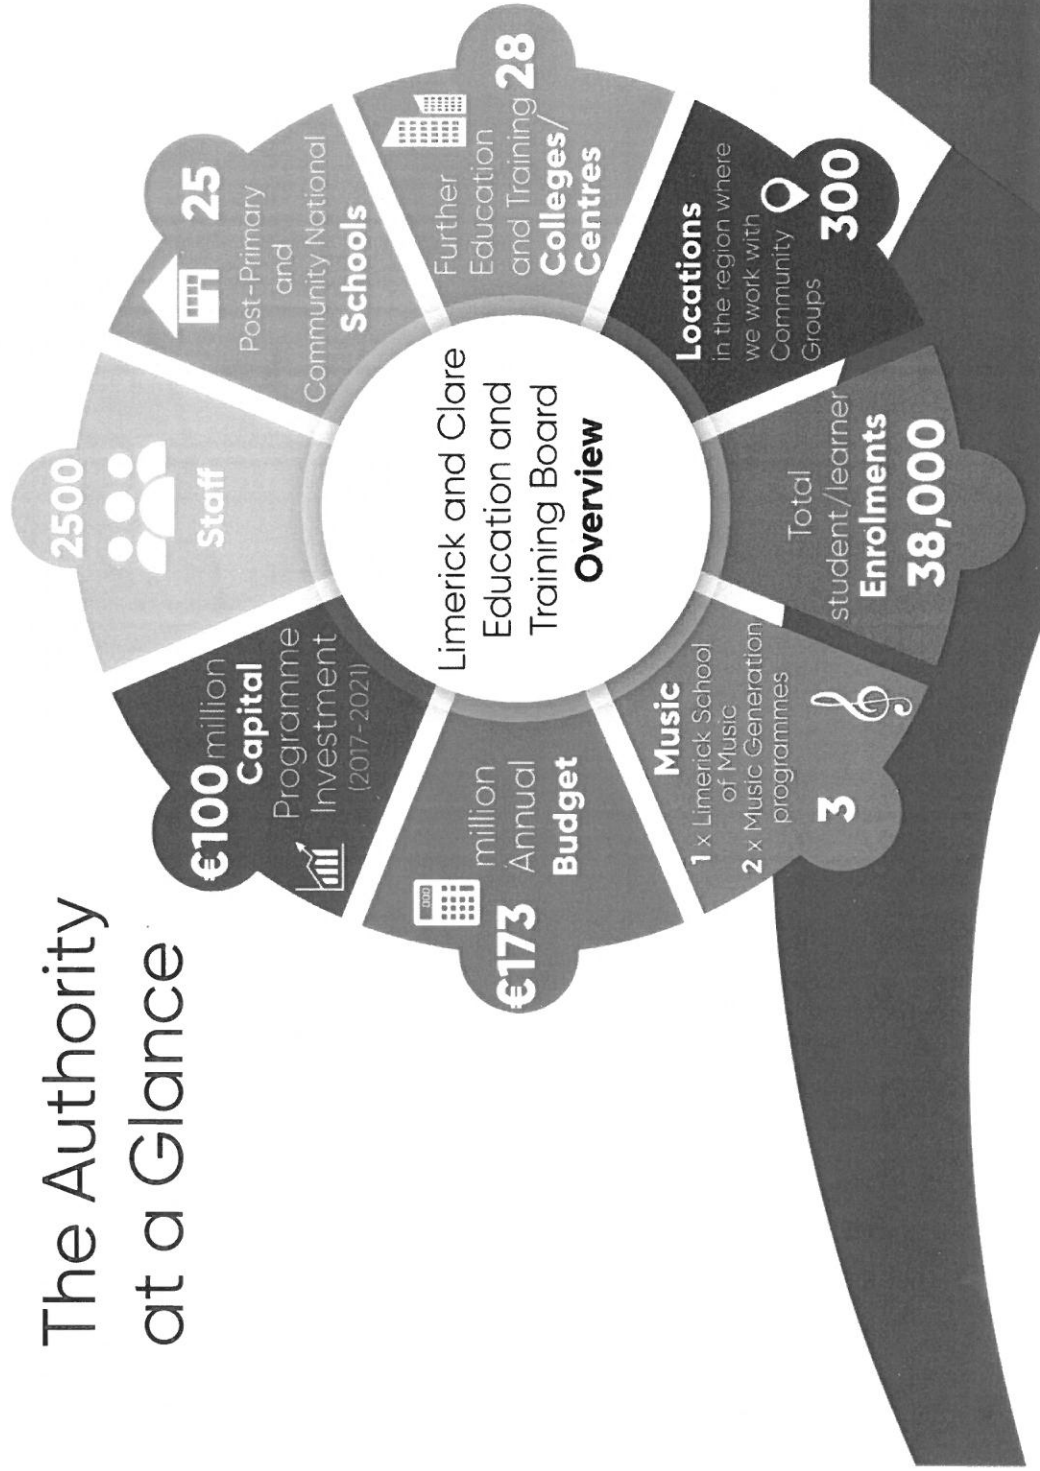 The Authority
at a Glance
Limerick and Clare
Education and
Training Board
Overview
2500
Staff
25
Post-Primary
and
Community National
Schools
Further
Education
and Training 28
Colleges/
Centres
Locations
in the region where
we work with
Community
Groups
300
Total
student/learner
Enrolments
38,000
Music
1 x Limerick School
of Music
2 x Music Generation
programmes
3
€173 million
Annual
Budget
€100 million
Capital
Programme
Investment
(2017-2021)